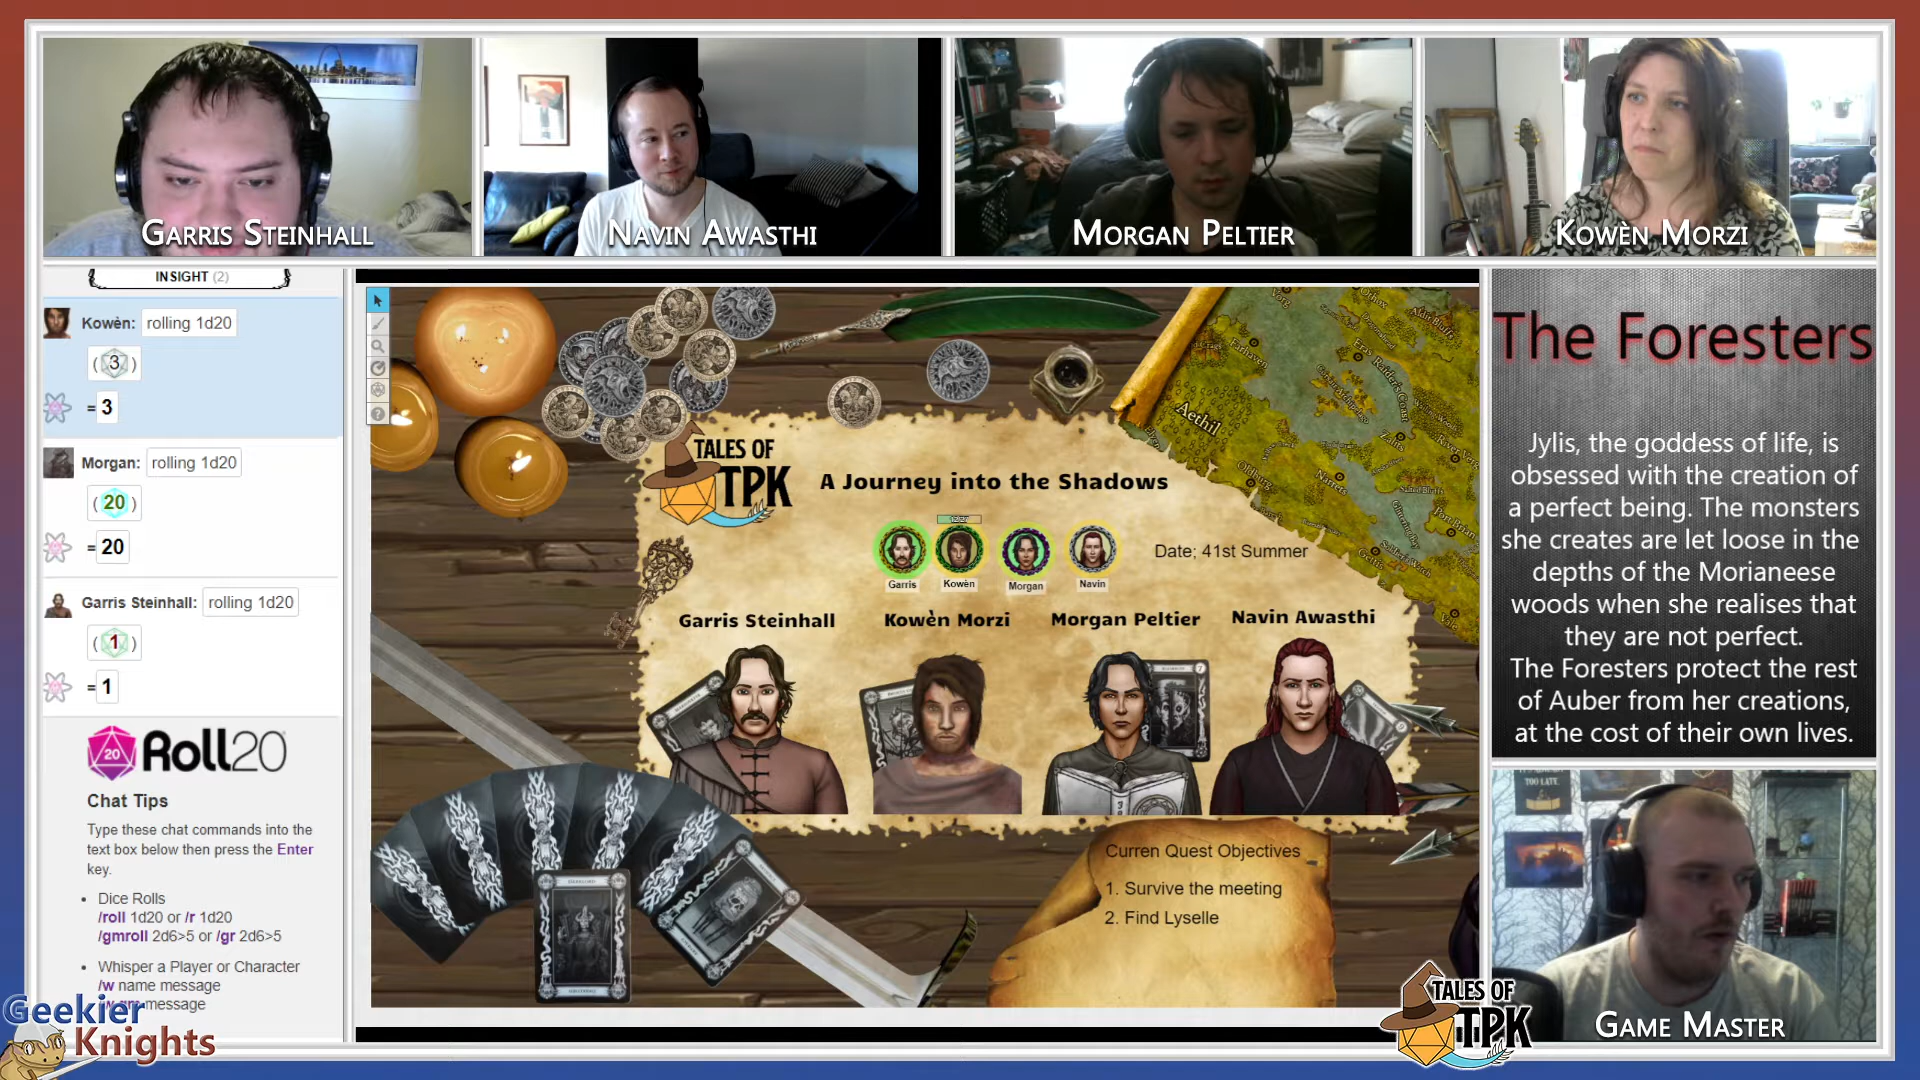 GARRIS STEINHALL
NAVIN AWASTHI
MORGAN PELTIER
KOWÈN MORZI
INSIGHT (2)
Kowèn: rolling 1d20
( 3 )
= 3
Morgan: rolling 1d20
( 20 )
= 20
Garris Steinhall: rolling 1d20
( 1 )
= 1
20 Roll20
Chat Tips
Type these chat commands into the
text box below then press the Enter
key.
• Dice Rolls
/roll 1d20 or /r 1d20
/gmroll 2d6>5 or /gr 2d6>5
• Whisper a Player or Character
/w name message
/w gm message
Geekier
Knights
TALES OF
TPK
A Journey into the Shadows
Garris
Kowèn
Morgan
Navin
Date; 41st Summer
Garris Steinhall
Kowèn Morzi
Morgan Peltier
Navin Awasthi
Curren Quest Objectives
1. Survive the meeting
2. Find Lyselle
Farhaven
Aethil
Oldburg
Narrers
Zalits
The Foresters
Jylis, the goddess of life, is
obsessed with the creation of
a perfect being. The monsters
she creates are let loose in the
depths of the Morianeese
woods when she realises that
they are not perfect.
The Foresters protect the rest
of Auber from her creations,
at the cost of their own lives.
TOO LATE.
TALES OF
TPK
GAME MASTER